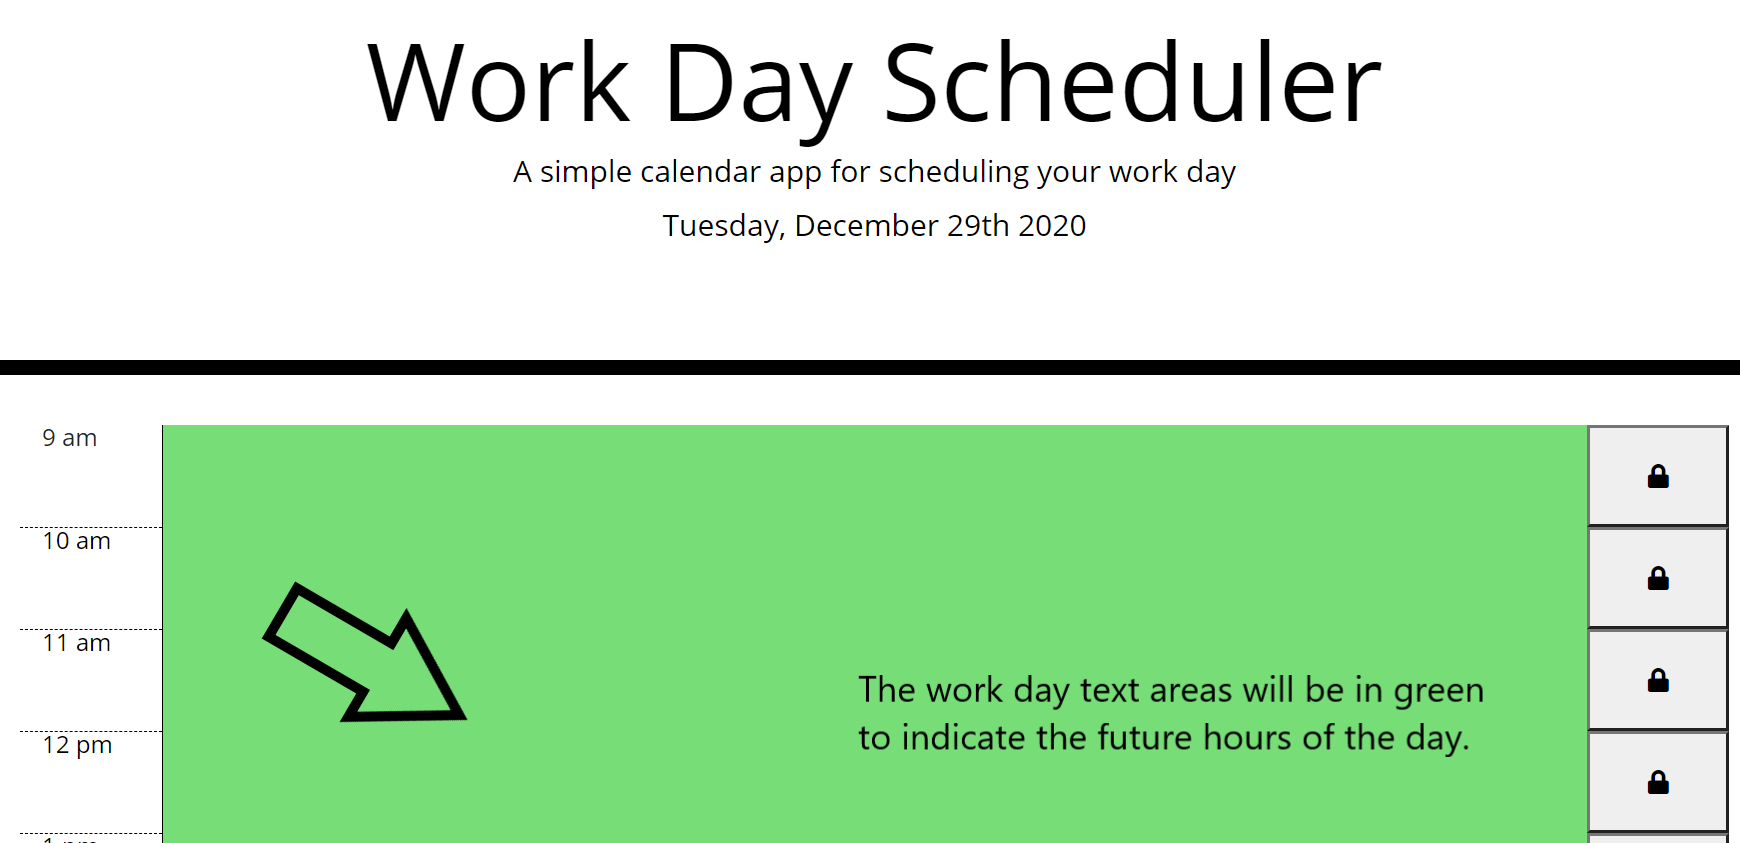 Work Day Scheduler
A simple calendar app for scheduling your work day
Tuesday, December 29th 2020
9 am
10 am
11 am
The work day text areas will be in green
to indicate the future hours of the day.
12 pm